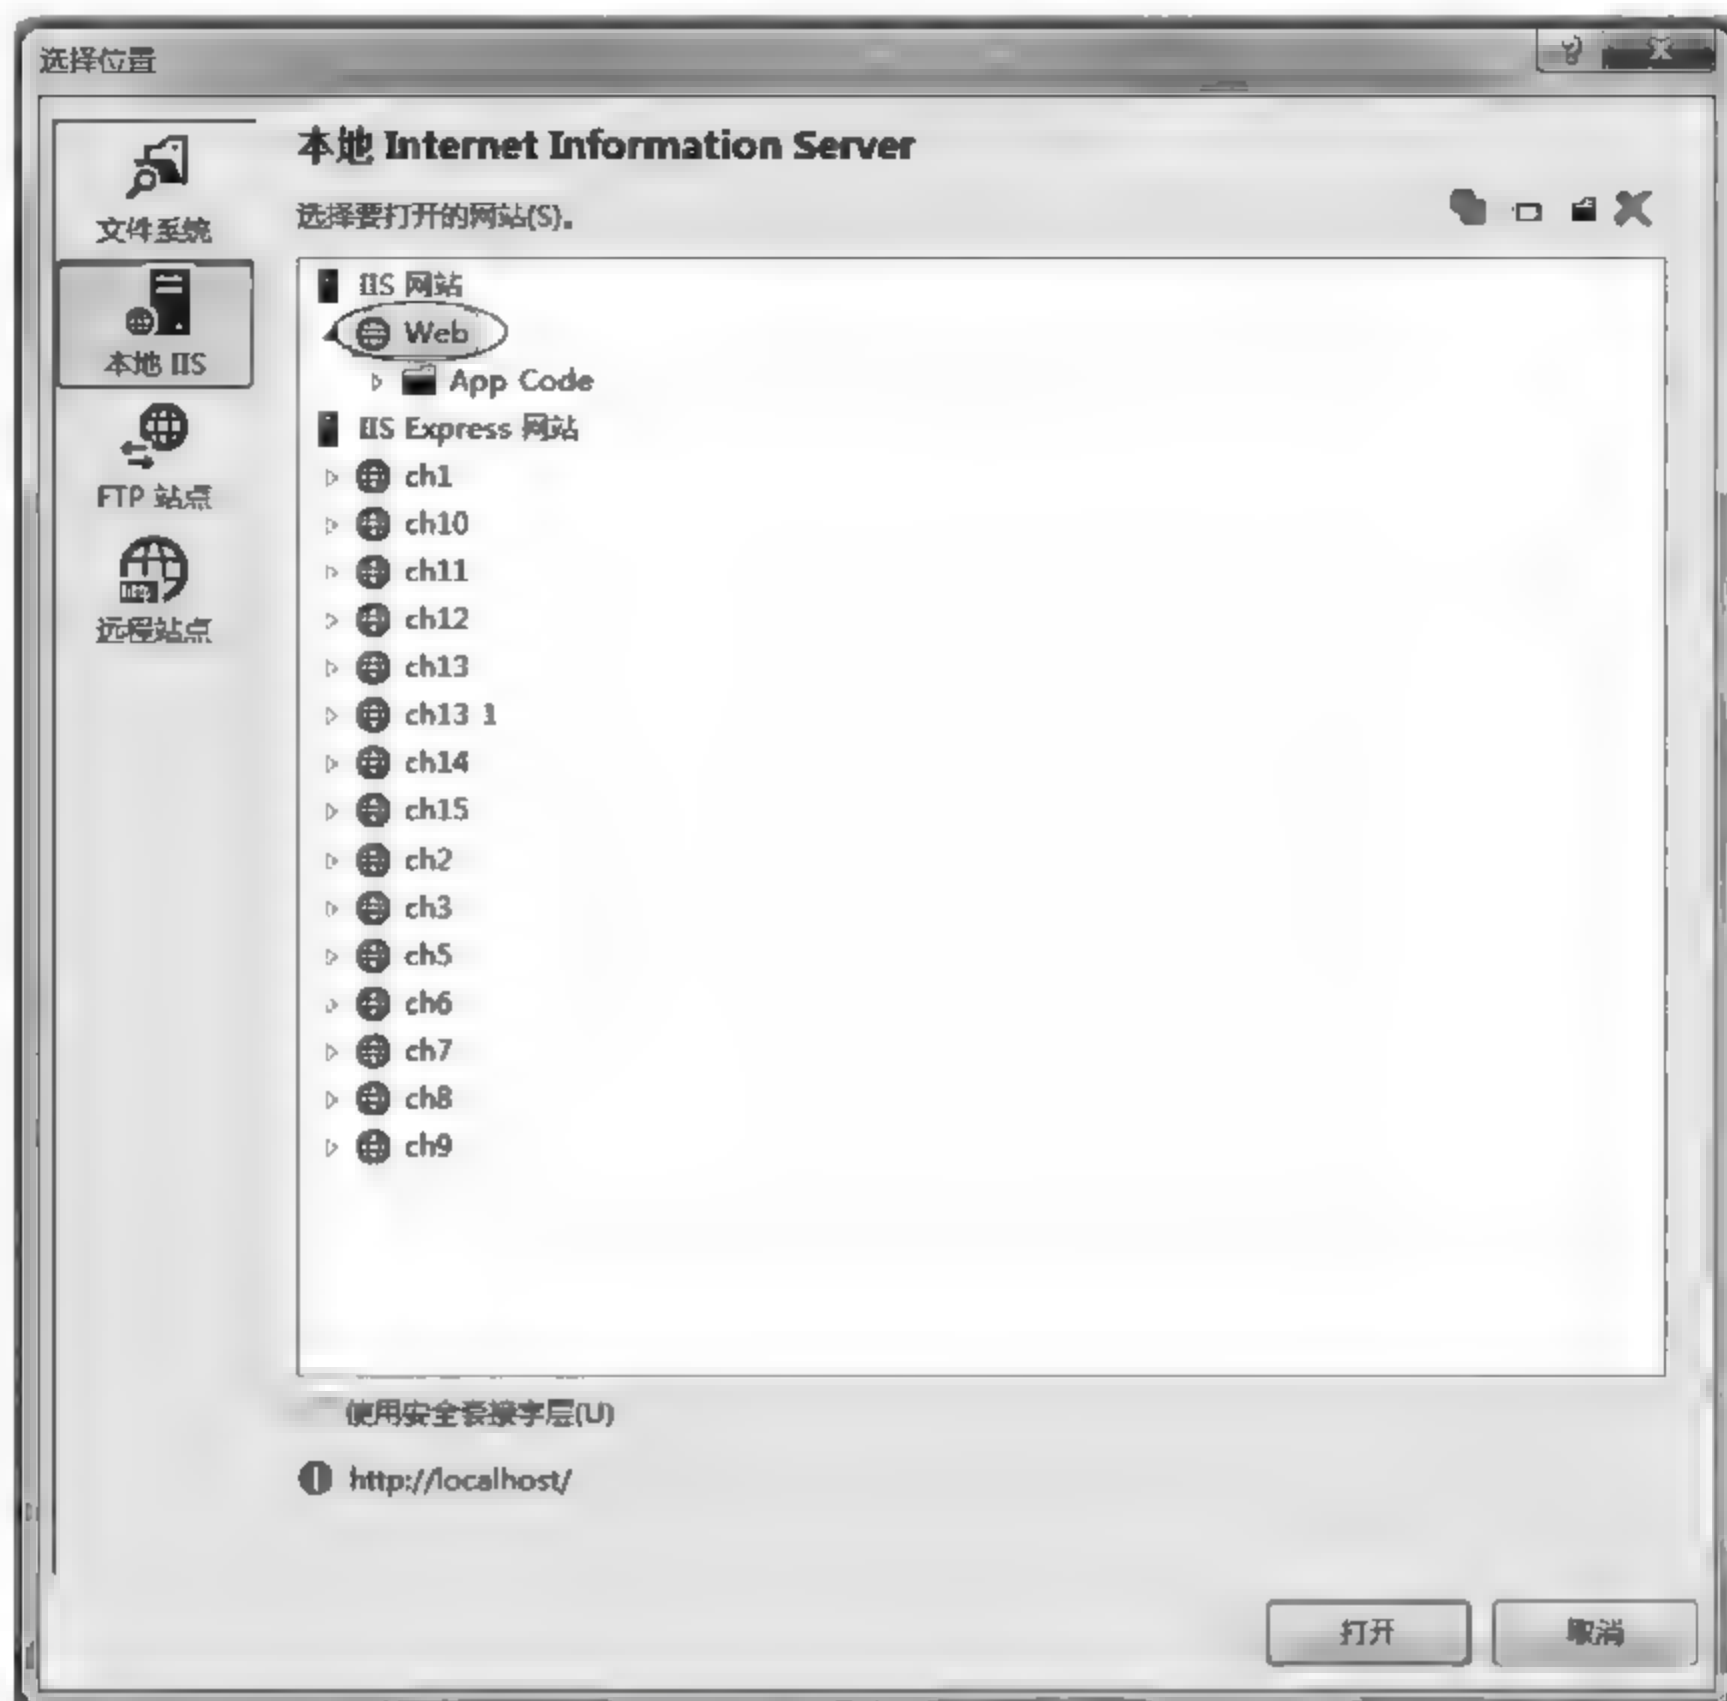 选择位置
文件系统
本地 IIS
FTP 站点
远程站点
本地 Internet Information Server
选择要打开的网站(S)。
IIS 网站
Web
App Code
IIS Express 网站
ch1
ch10
ch11
ch12
ch13
ch13 1
ch14
ch15
ch2
ch3
ch5
ch6
ch7
ch8
ch9
使用安全套接字层(U)
http://localhost/
打开
取消